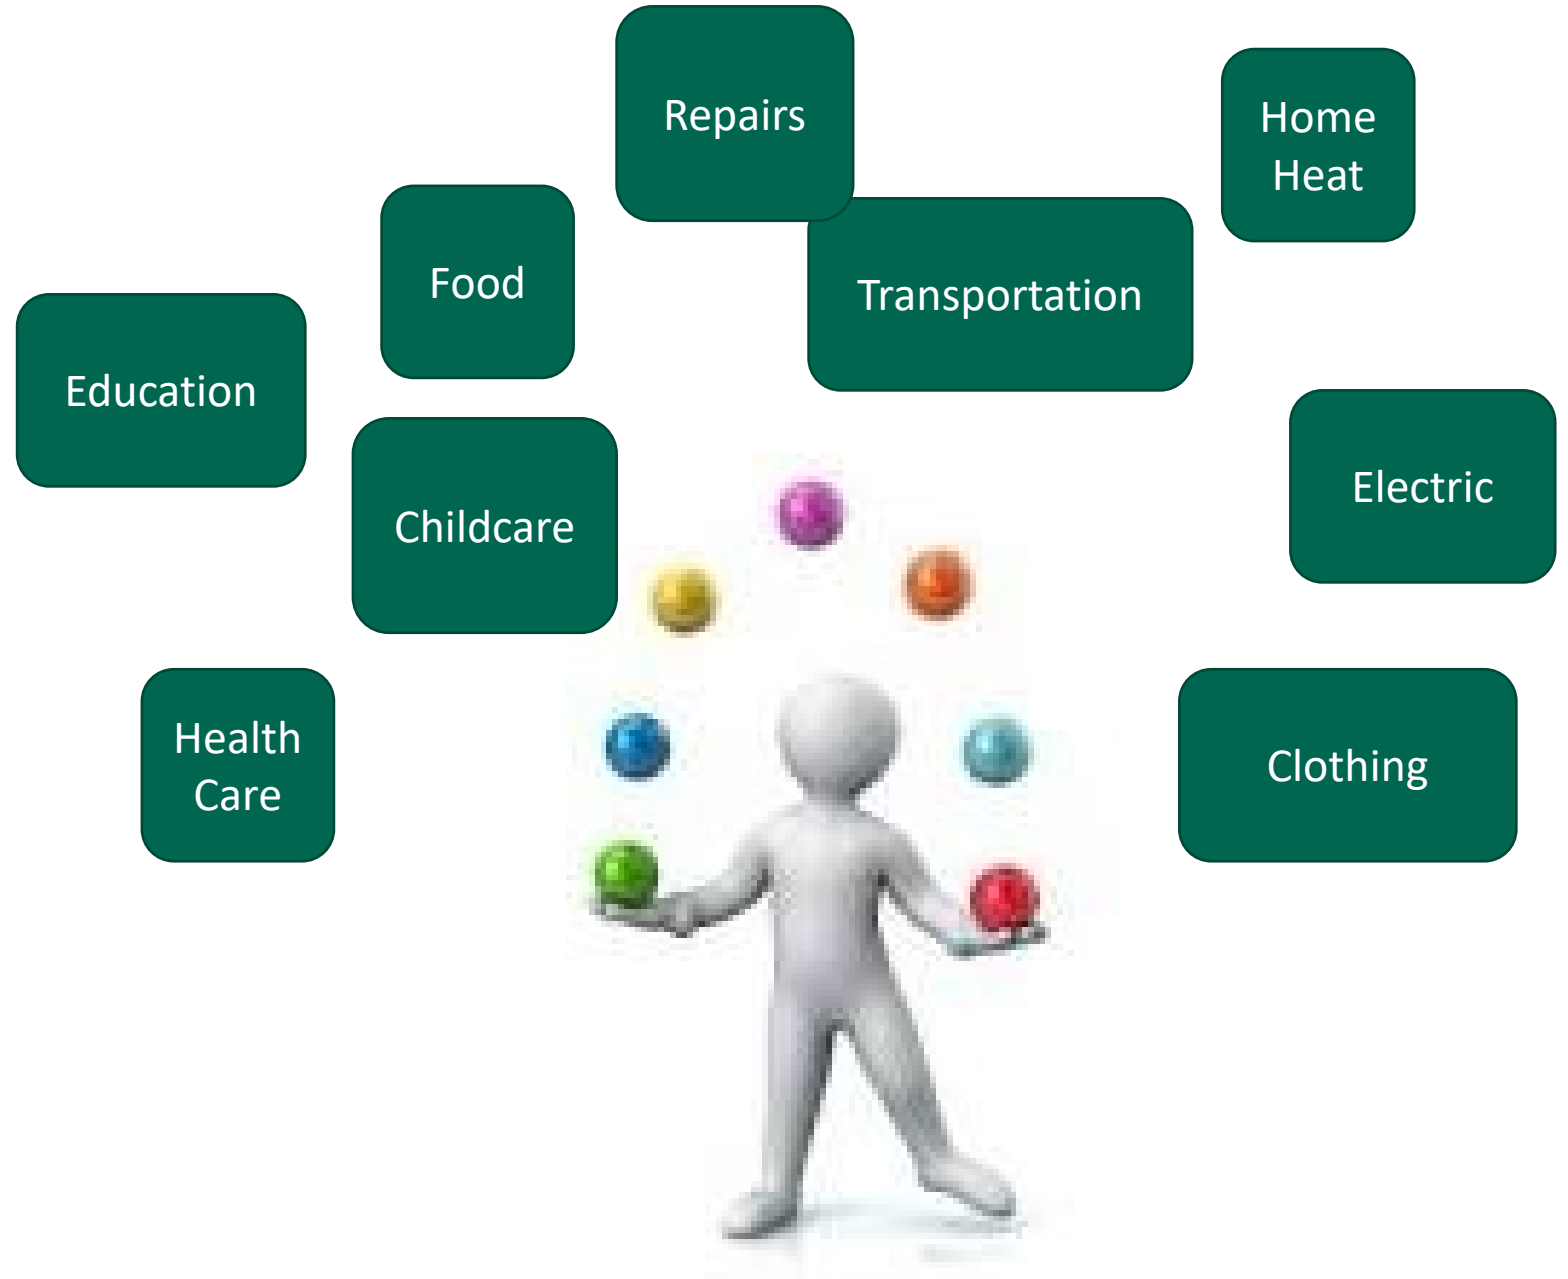 Repairs
Home
Heat
Food
Transportation
Education
Childcare
Electric
Health
Care
Clothing